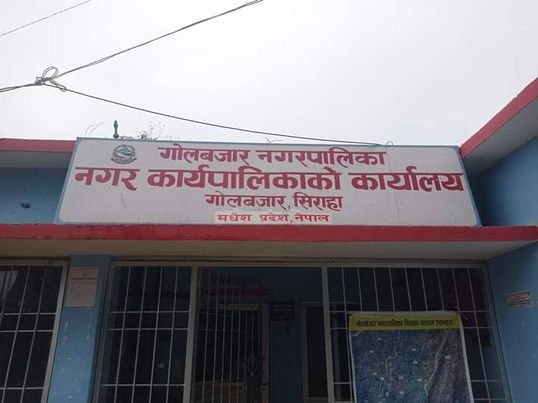 गोलबजार नगरपालिका
नगर कार्यपालिकाको कार्यालय
गोलबजार, सिराहा
मधेश प्रदेश, नेपाल